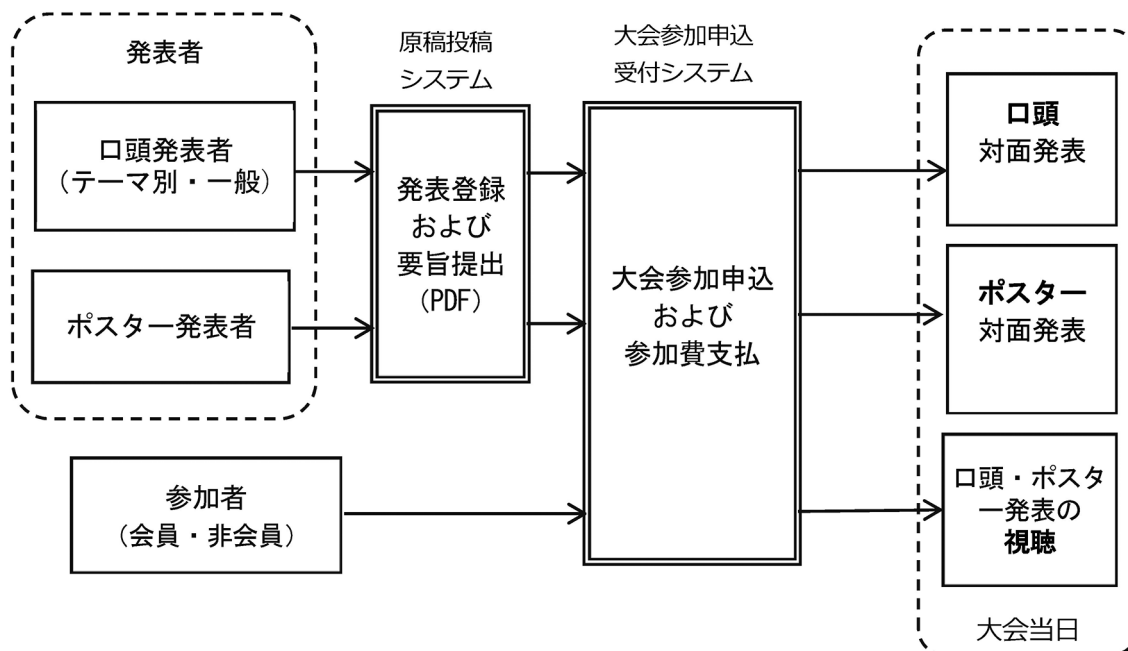 発表者
口頭発表者
(テーマ別・一般)
ポスター発表者
参加者
(会員・非会員)
原稿投稿
システム
発表登録
および
要旨提出
(PDF)
大会参加申込
受付システム
大会参加申込
および
参加費支払
口頭
対面発表
ポスター
対面発表
口頭・ポスタ
ー発表の
視聴
大会当日